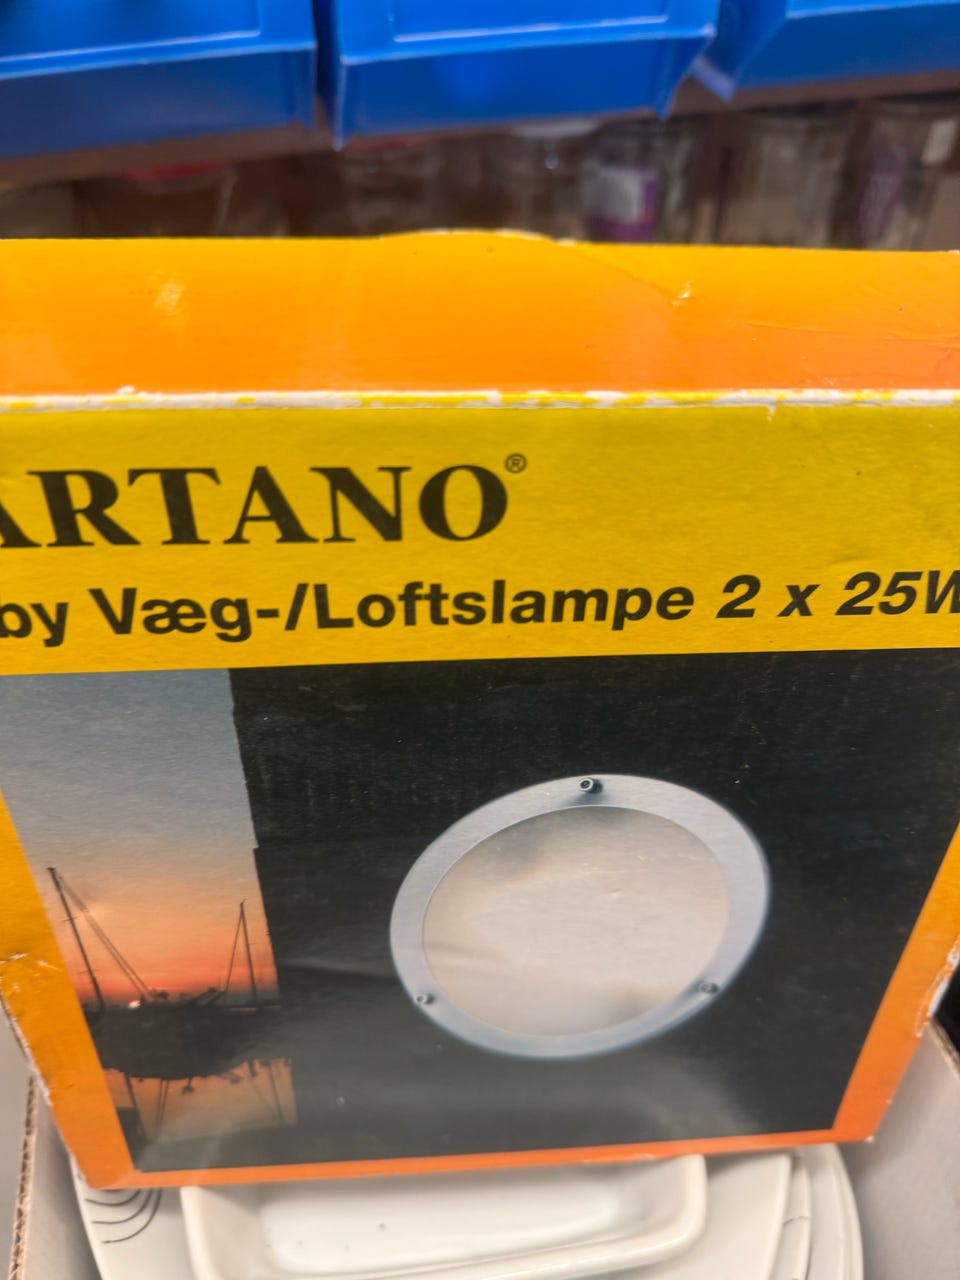 ARTANO®
by Væg-/Loftslampe 2 x 25W